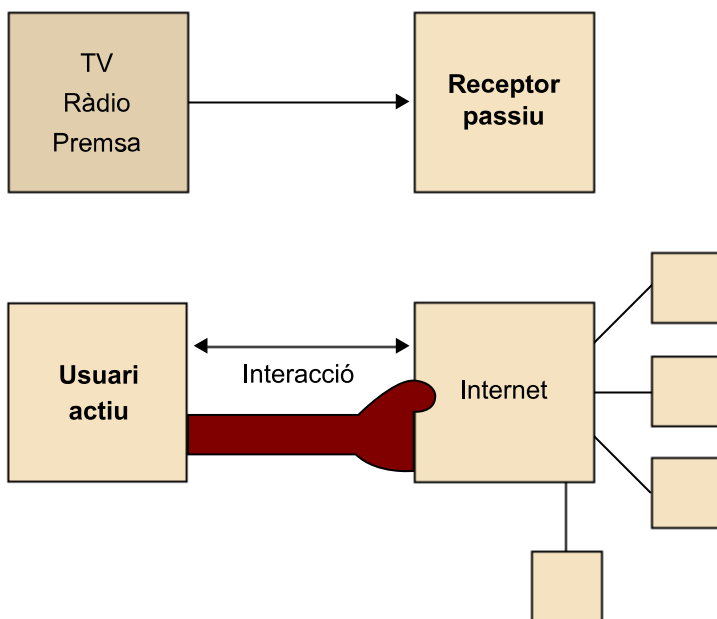 TV
Ràdio
Premsa
Receptor
passiu
Usuari
actiu
Interacció
Internet